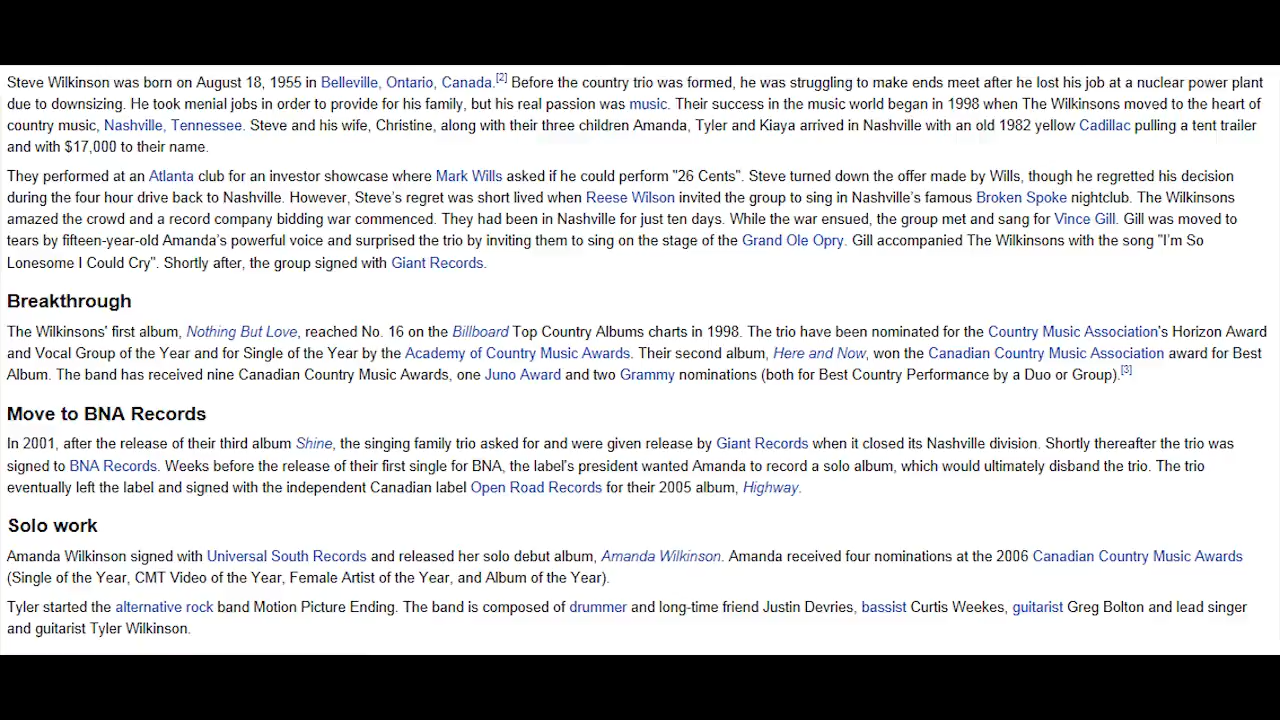 Steve Wilkinson was born on August 18, 1955 in Belleville, Ontario, Canada.[2] Before the country trio was formed, he was struggling to make ends meet after he lost his job at a nuclear power plant
due to downsizing. He took menial jobs in order to provide for his family, but his real passion was music. Their success in the music world began in 1998 when The Wilkinsons moved to the heart of
country music, Nashville, Tennessee. Steve and his wife, Christine, along with their three children Amanda, Tyler and Kiaya arrived in Nashville with an old 1982 yellow Cadillac pulling a tent trailer
and with $17,000 to their name.
They performed at an Atlanta club for an investor showcase where Mark Wills asked if he could perform "26 Cents". Steve turned down the offer made by Wills, though he regretted his decision
during the four hour drive back to Nashville. However, Steve's regret was short lived when Reese Wilson invited the group to sing in Nashville's famous Broken Spoke nightclub. The Wilkinsons
amazed the crowd and a record company bidding war commenced. They had been in Nashville for just ten days. While the war ensued, the group met and sang for Vince Gill. Gill was moved to
tears by fifteen-year-old Amanda's powerful voice and surprised the trio by inviting them to sing on the stage of the Grand Ole Opry. Gill accompanied The Wilkinsons with the song "I'm So
Lonesome I Could Cry". Shortly after, the group signed with Giant Records.
Breakthrough
The Wilkinsons' first album, Nothing But Love, reached No. 16 on the Billboard Top Country Albums charts in 1998. The trio have been nominated for the Country Music Association's Horizon Award
and Vocal Group of the Year and for Single of the Year by the Academy of Country Music Awards. Their second album, Here and Now, won the Canadian Country Music Association award for Best
Album. The band has received nine Canadian Country Music Awards, one Juno Award and two Grammy nominations (both for Best Country Performance by a Duo or Group).[3]
Move to BNA Records
In 2001, after the release of their third album Shine, the singing family trio asked for and were given release by Giant Records when it closed its Nashville division. Shortly thereafter the trio was
signed to BNA Records. Weeks before the release of their first single for BNA, the label's president wanted Amanda to record a solo album, which would ultimately disband the trio. The trio
eventually left the label and signed with the independent Canadian label Open Road Records for their 2005 album, Highway.
Solo work
Amanda Wilkinson signed with Universal South Records and released her solo debut album, Amanda Wilkinson. Amanda received four nominations at the 2006 Canadian Country Music Awards
(Single of the Year, CMT Video of the Year, Female Artist of the Year, and Album of the Year).
Tyler started the alternative rock band Motion Picture Ending. The band is composed of drummer and long-time friend Justin Devries, bassist Curtis Weekes, guitarist Greg Bolton and lead singer
and guitarist Tyler Wilkinson.